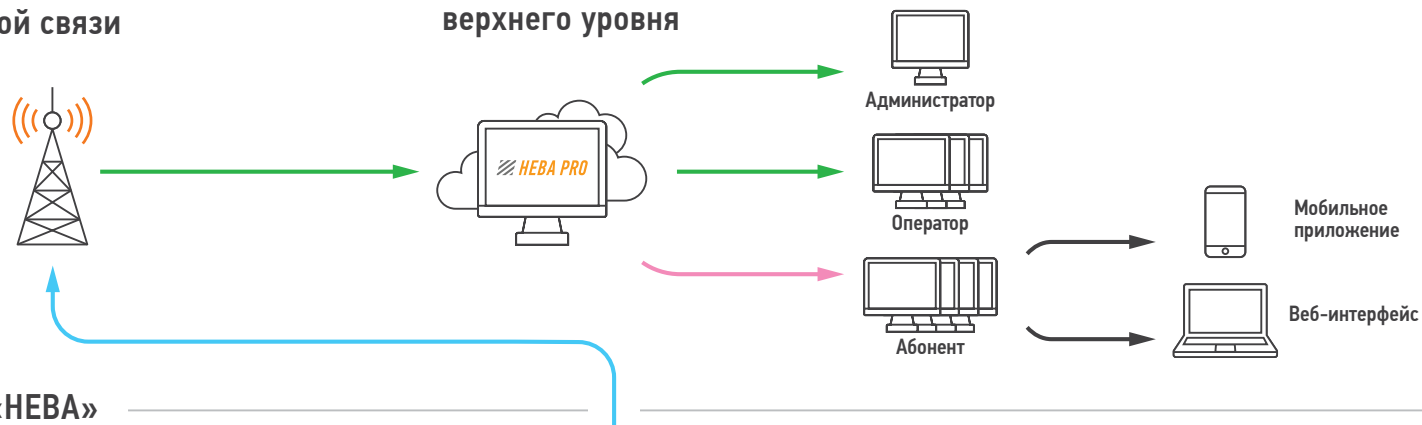 ой связи
верхнего уровня
Администратор
НЕВА PRO
Оператор
Мобильное
приложение
Абонент
Веб-интерфейс
«НЕВА»